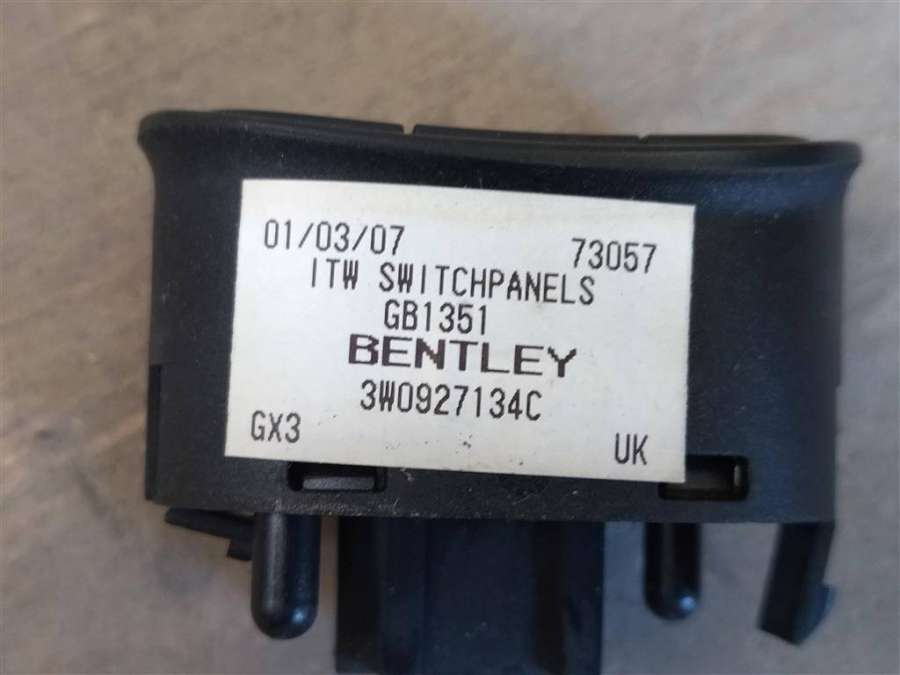 01/03/07 73057
ITW SWITCHPANELS
GB1351
BENTLEY
3W0927134C
GX3 UK